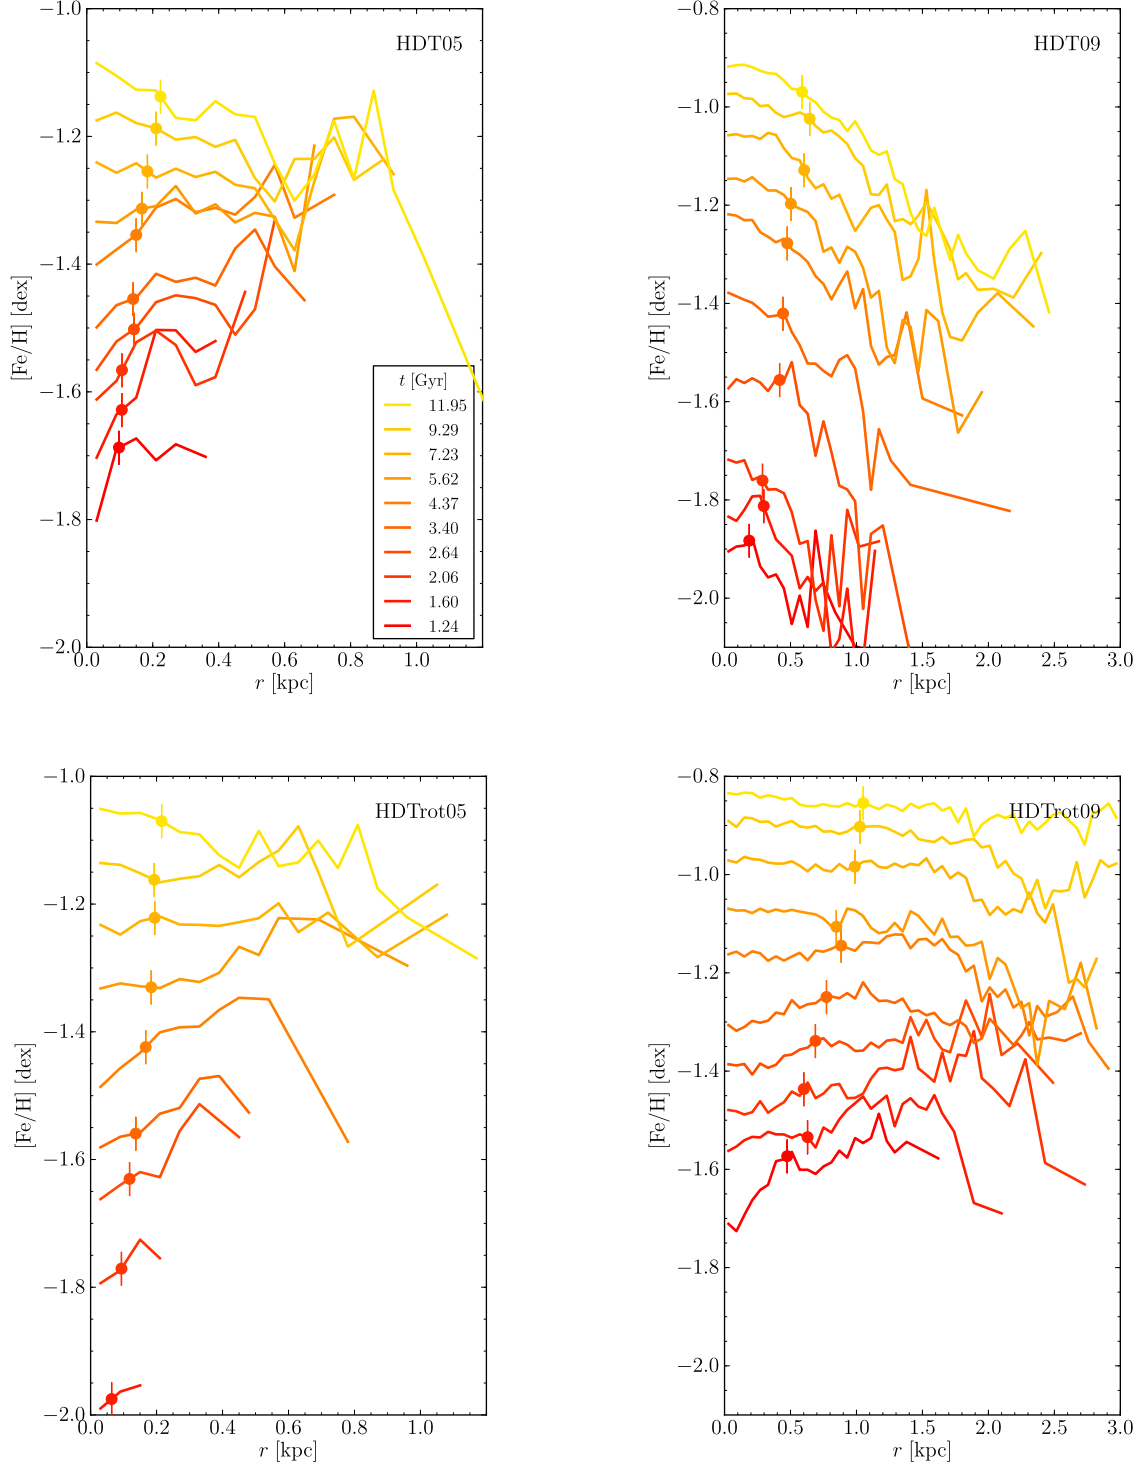 HDT05
−1.0
−1.2
−1.4
−1.6
−1.8
−2.0
[Fe/H] [dex]
t [Gyr]
11.95
9.29
7.23
5.62
4.37
3.40
2.64
2.06
1.60
1.24
0.0 0.2 0.4 0.6 0.8 1.0
r [kpc]
HDT09
−0.8
−1.0
−1.2
−1.4
−1.6
−1.8
−2.0
[Fe/H] [dex]
0.0 0.5 1.0 1.5 2.0 2.5 3.0
r [kpc]
HDTrot05
−1.0
−1.2
−1.4
−1.6
−1.8
−2.0
[Fe/H] [dex]
0.0 0.2 0.4 0.6 0.8 1.0
r [kpc]
HDTrot09
−0.8
−1.0
−1.2
−1.4
−1.6
−1.8
−2.0
[Fe/H] [dex]
0.0 0.5 1.0 1.5 2.0 2.5 3.0
r [kpc]